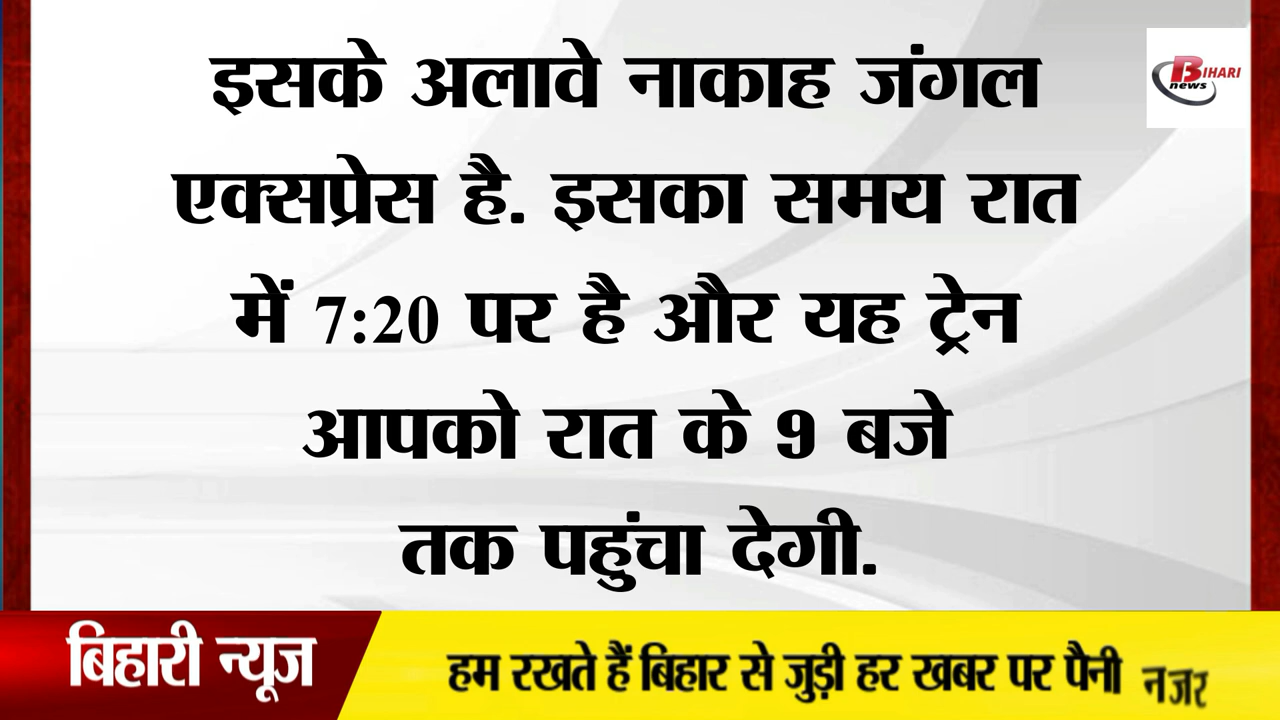 इसके अलावे नाकाह जंगल
एक्सप्रेस है. इसका समय रात
में 7:20 पर है और यह ट्रेन
आपको रात के 9 बजे
तक पहुंचा देगी.
BIHARI
news
बिहारी न्यूज
हम रखते हैं बिहार से जुड़ी हर खबर पर पैनी नजर